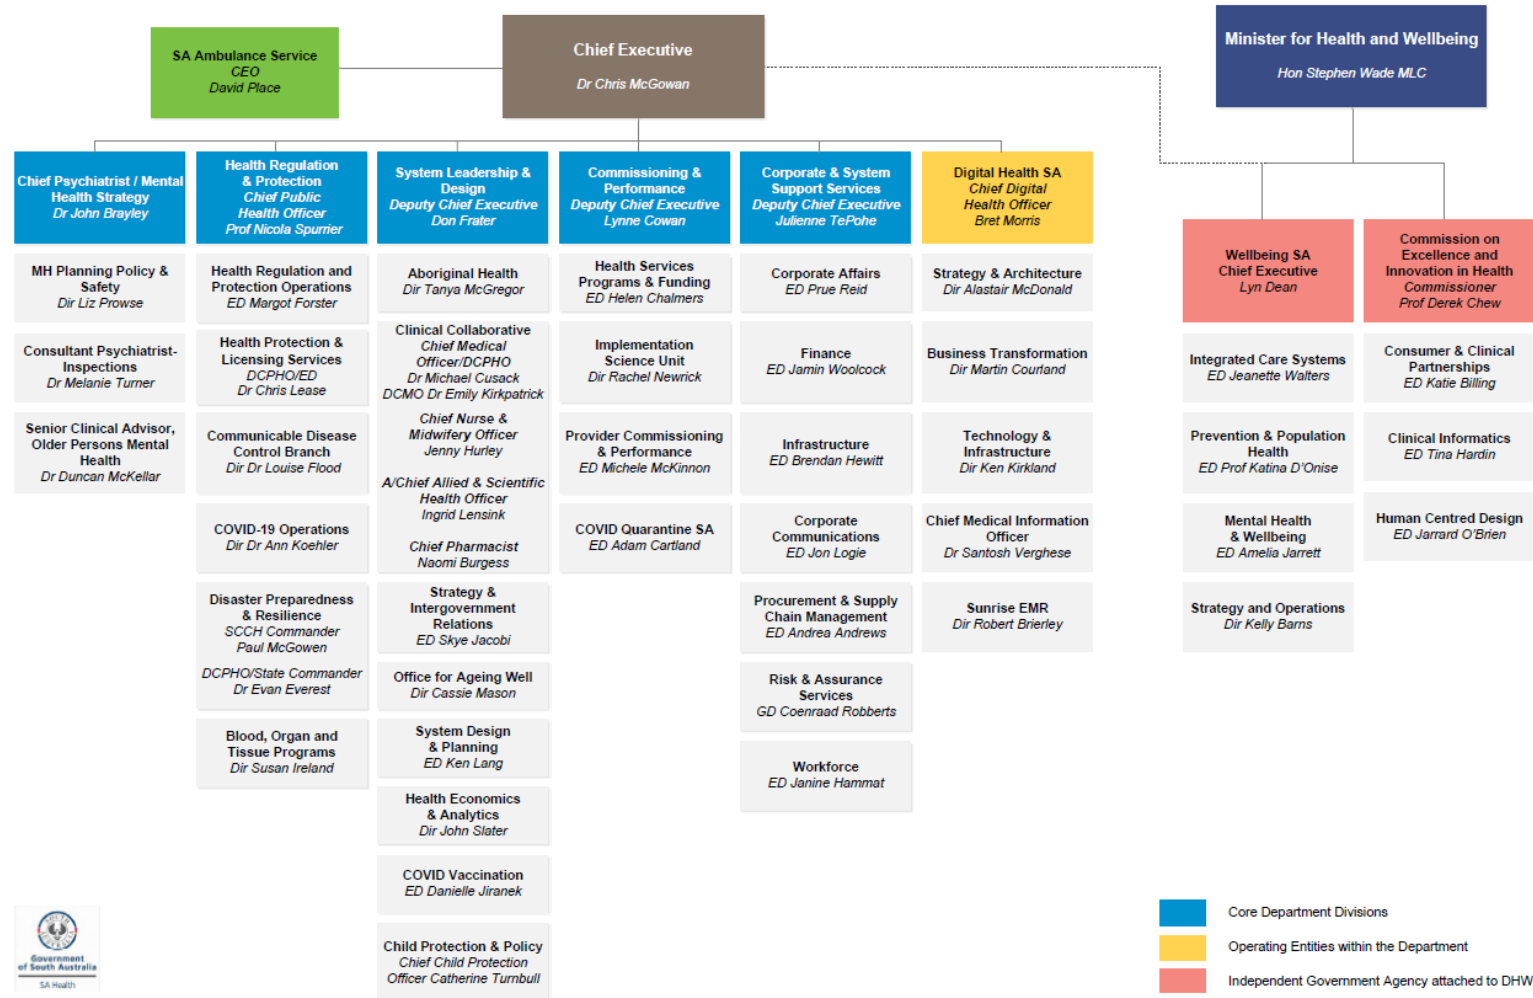 SA Ambulance Service
CEO
David Place
Chief Executive
Dr Chris McGowan
Minister for Health and Wellbeing
Hon Stephen Wade MLC
Chief Psychiatrist / Mental
Health Strategy
Dr John Brayley
MH Planning Policy &
Safety
Dir Liz Prowse
Consultant Psychiatrist-
Inspections
Dr Melanie Turner
Senior Clinical Advisor,
Older Persons Mental
Health
Dr Duncan McKellar
Health Regulation
& Protection
Chief Public
Health Officer
Prof Nicola Spurrier
Health Regulation and
Protection Operations
ED Margot Forster
Health Protection &
Licensing Services
DCPHO/ED
Dr Chris Lease
Communicable Disease
Control Branch
Dir Dr Louise Flood
COVID-19 Operations
Dir Dr Ann Koehler
Disaster Preparedness
& Resilience
SCCH Commander
Paul McGowen
DCPHO/State Commander
Dr Evan Everest
Blood, Organ and
Tissue Programs
Dir Susan Ireland
System Leadership &
Design
Deputy Chief Executive
Don Frater
Aboriginal Health
Dir Tanya McGregor
Clinical Collaborative
Chief Medical
Officer/DCPHO
Dr Michael Cusack
DCMO Dr Emily Kirkpatrick
Chief Nurse &
Midwifery Officer
Jenny Hurley
A/Chief Allied & Scientific
Health Officer
Ingrid Lensink
Chief Pharmacist
Naomi Burgess
Strategy &
Intergovernment
Relations
ED Skye Jacobi
Office for Ageing Well
Dir Cassie Mason
System Design
& Planning
ED Ken Lang
Health Economics
& Analytics
Dir John Slater
COVID Vaccination
ED Danielle Jiranek
Child Protection & Policy
Chief Child Protection
Officer Catherine Turnbull
Commissioning &
Performance
Deputy Chief Executive
Lynne Cowan
Health Services
Programs & Funding
ED Helen Chalmers
Implementation
Science Unit
Dir Rachel Newrick
Provider Commissioning
& Performance
ED Michele McKinnon
COVID Quarantine SA
ED Adam Cartland
Corporate & System
Support Services
Deputy Chief Executive
Julienne TePohe
Corporate Affairs
ED Prue Reid
Finance
ED Jamin Woolcock
Infrastructure
ED Brendan Hewitt
Corporate
Communications
ED Jon Logie
Procurement & Supply
Chain Management
ED Andrea Andrews
Risk & Assurance
Services
GD Coenraad Robberts
Workforce
ED Janine Hammat
Digital Health SA
Chief Digital
Health Officer
Bret Morris
Strategy & Architecture
Dir Alastair McDonald
Business Transformation
Dir Martin Courland
Technology &
Infrastructure
Dir Ken Kirkland
Chief Medical Information
Officer
Dr Santosh Verghese
Sunrise EMR
Dir Robert Brierley
Wellbeing SA
Chief Executive
Lyn Dean
Integrated Care Systems
ED Jeanette Walters
Prevention & Population
Health
ED Prof Katina D'Onise
Mental Health
& Wellbeing
ED Amelia Jarrett
Strategy and Operations
Dir Kelly Barns
Commission on
Excellence and
Innovation in Health
Commissioner
Prof Derek Chew
Consumer & Clinical
Partnerships
ED Katie Billing
Clinical Informatics
ED Tina Hardin
Human Centred Design
ED Jarrard O'Brien
SOUTH
AUSTRALIA
Government
of South Australia
SA Health
Core Department Divisions
Operating Entities within the Department
Independent Government Agency attached to DHW